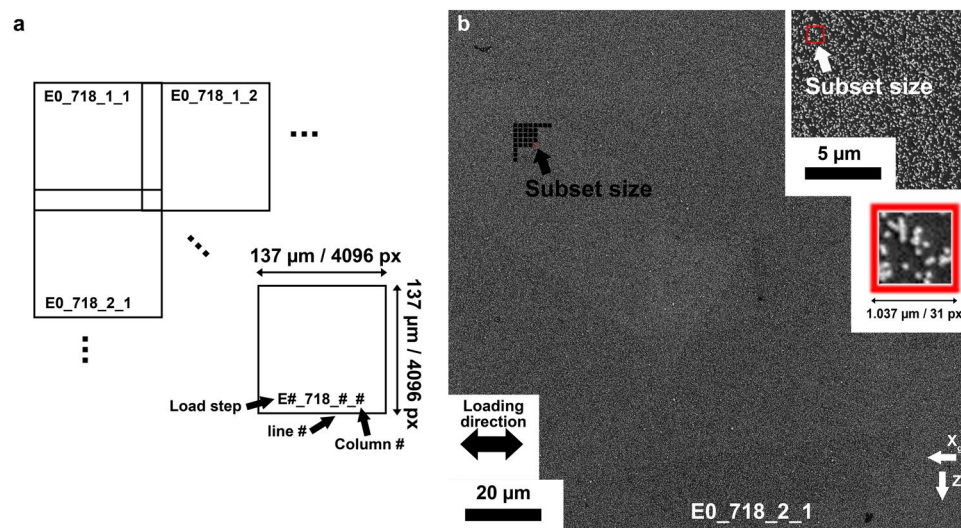 a
E0_718_1_1
E0_718_1_2
E0_718_2_1
137 µm / 4096 px
137 µm / 4096 px
E#_718_#_#
Load step
line #
Column #
b
Subset size
Subset size
5 µm
1.037 µm / 31 px
Loading
direction
20 µm
E0_718_2_1
X
Z